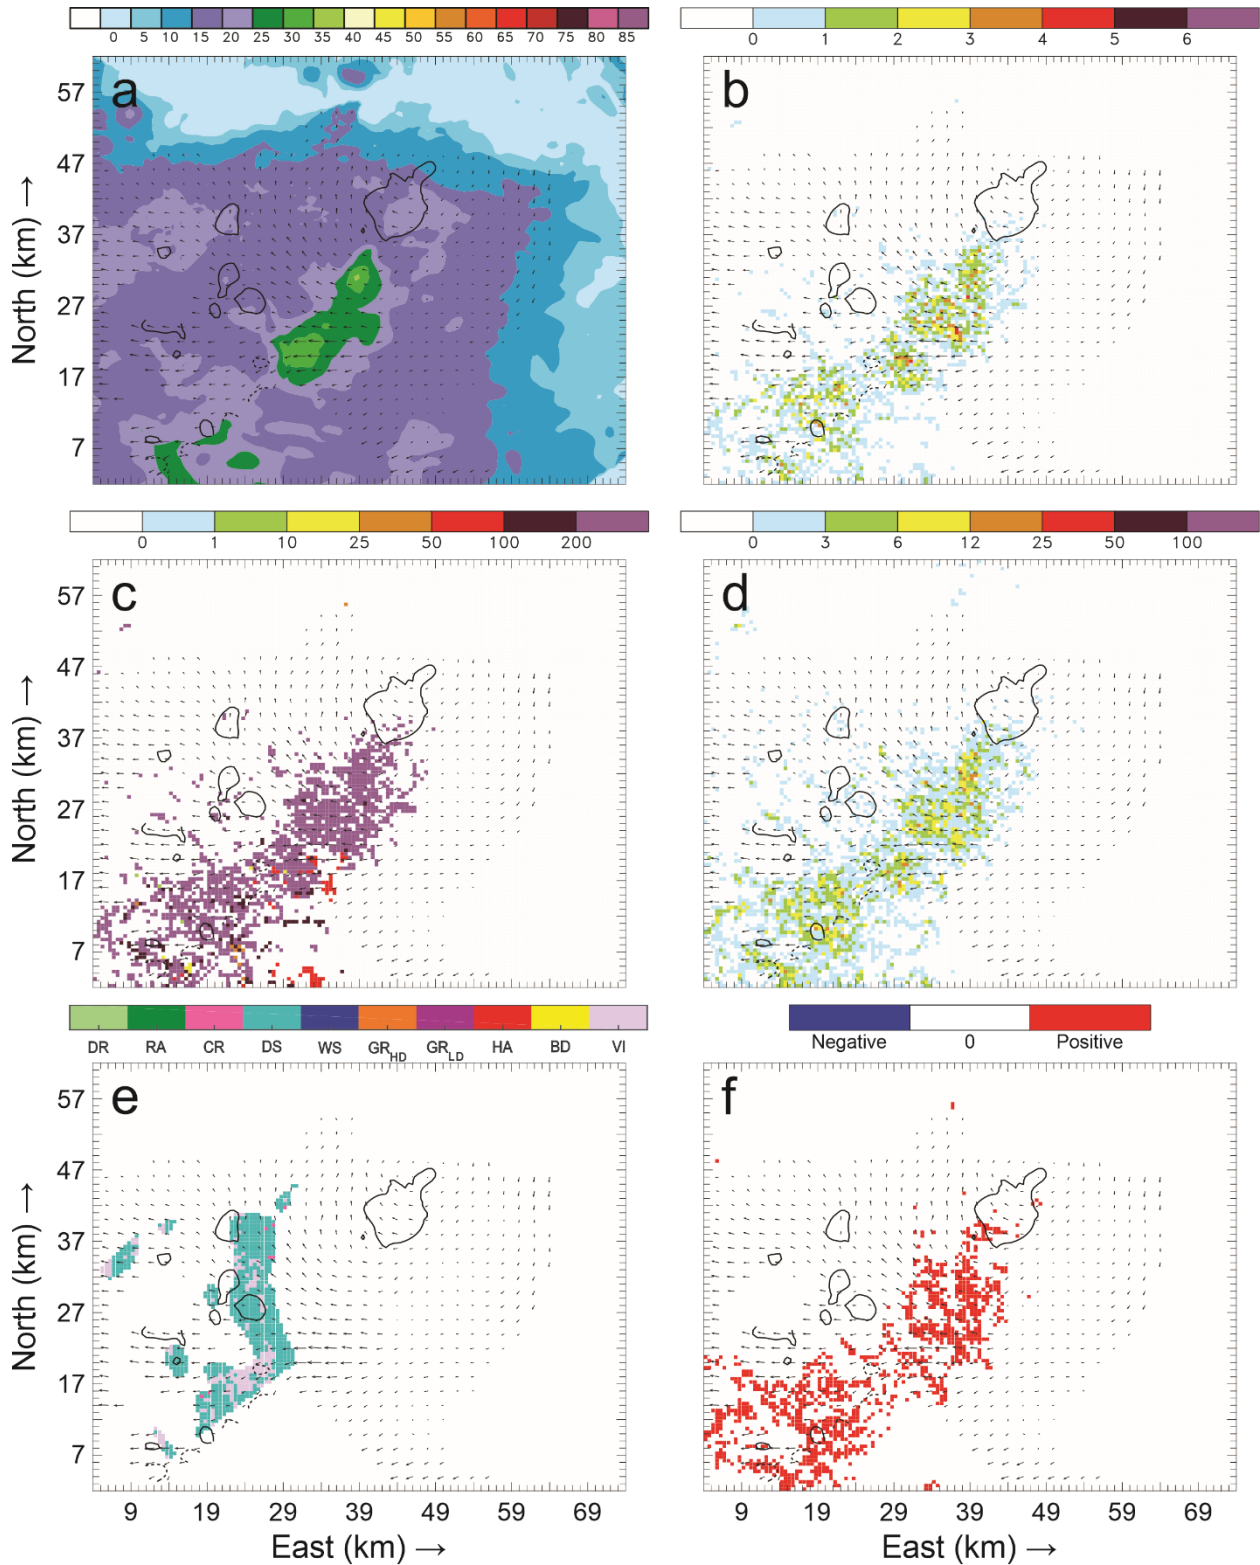 0 5 10 15 20 25 30 35 40 45 50 55 60 65 70 75 80 85
0 1 2 3 4 5 6
a
57
47
37
27
17
7
North (km) →
b
0 1 10 25 50 100 200
0 3 6 12 25 50 100
c
57
47
37
27
17
7
North (km) →
d
DR RA CR DS WS GR_HD GR_LD HA BD VI
Negative 0 Positive
e
57
47
37
27
17
7
North (km) →
f
9 19 29 39 49 59 69
East (km) →
9 19 29 39 49 59 69
East (km) →